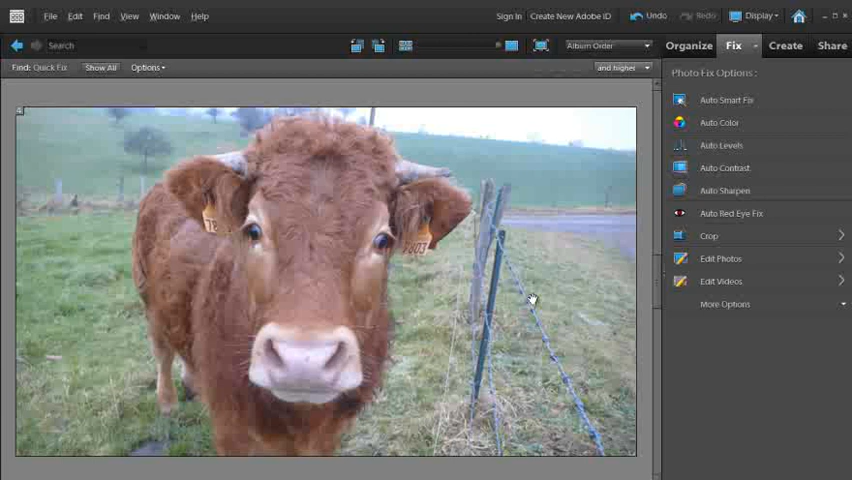 File Edit Find View Window Help Sign In Create New Adobe ID Undo Redo Display
Search Album Order Organize Fix Create Share
Find: Quick Fix Show All Options and higher
Photo Fix Options :
Auto Smart Fix
Auto Color
Auto Levels
Auto Contrast
Auto Sharpen
Auto Red Eye Fix
Crop
Edit Photos
Edit Videos
More Options
7603